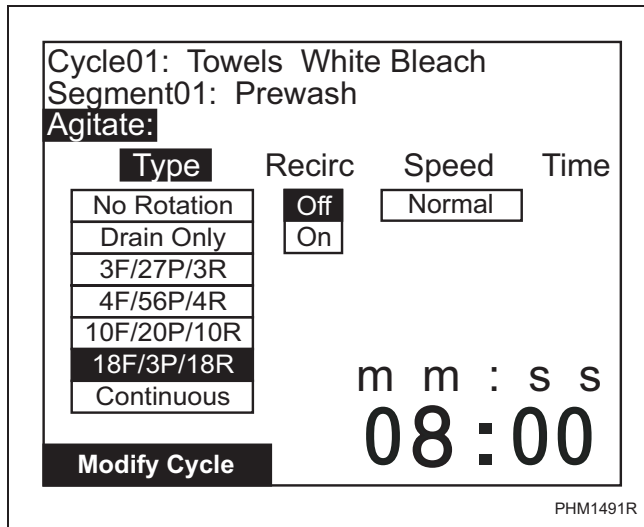 Cycle01: Towels White Bleach
Segment01: Prewash
Agitate:
Type Recirc Speed Time
No Rotation Off Normal
Drain Only On
3F/27P/3R
4F/56P/4R
10F/20P/10R
18F/3P/18R
Continuous
m m : s s
08:00
Modify Cycle
PHM1491R